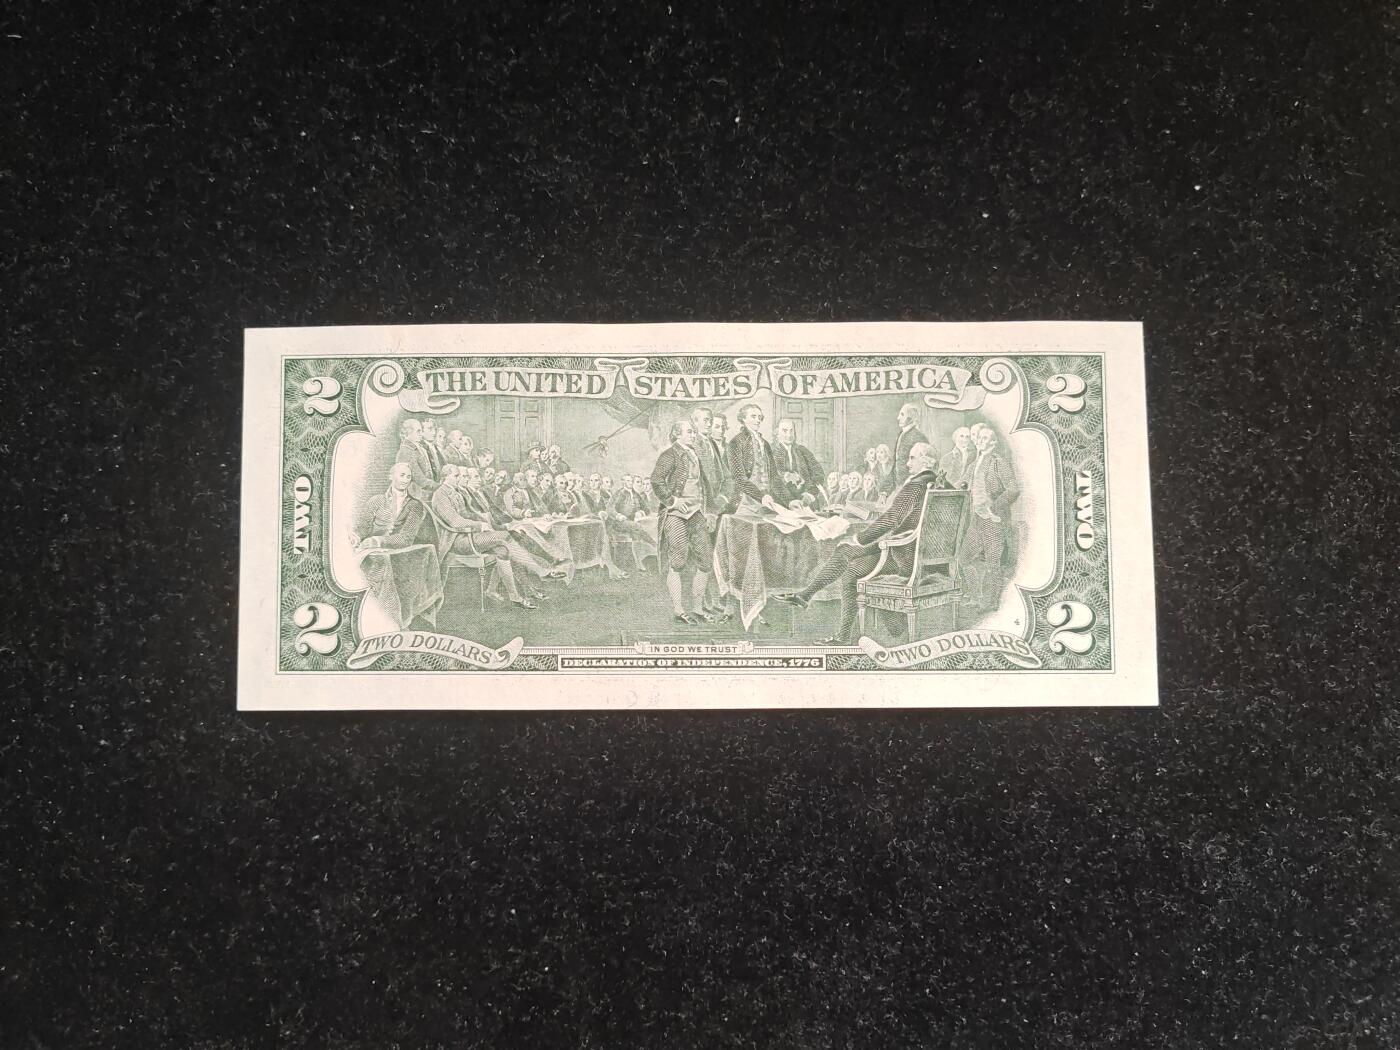 2 THE UNITED STATES OF AMERICA 2
TWO TWO
2 TWO DOLLARS IN GOD WE TRUST TWO DOLLARS 2
DECLARATION OF INDEPENDENCE, 1776
4